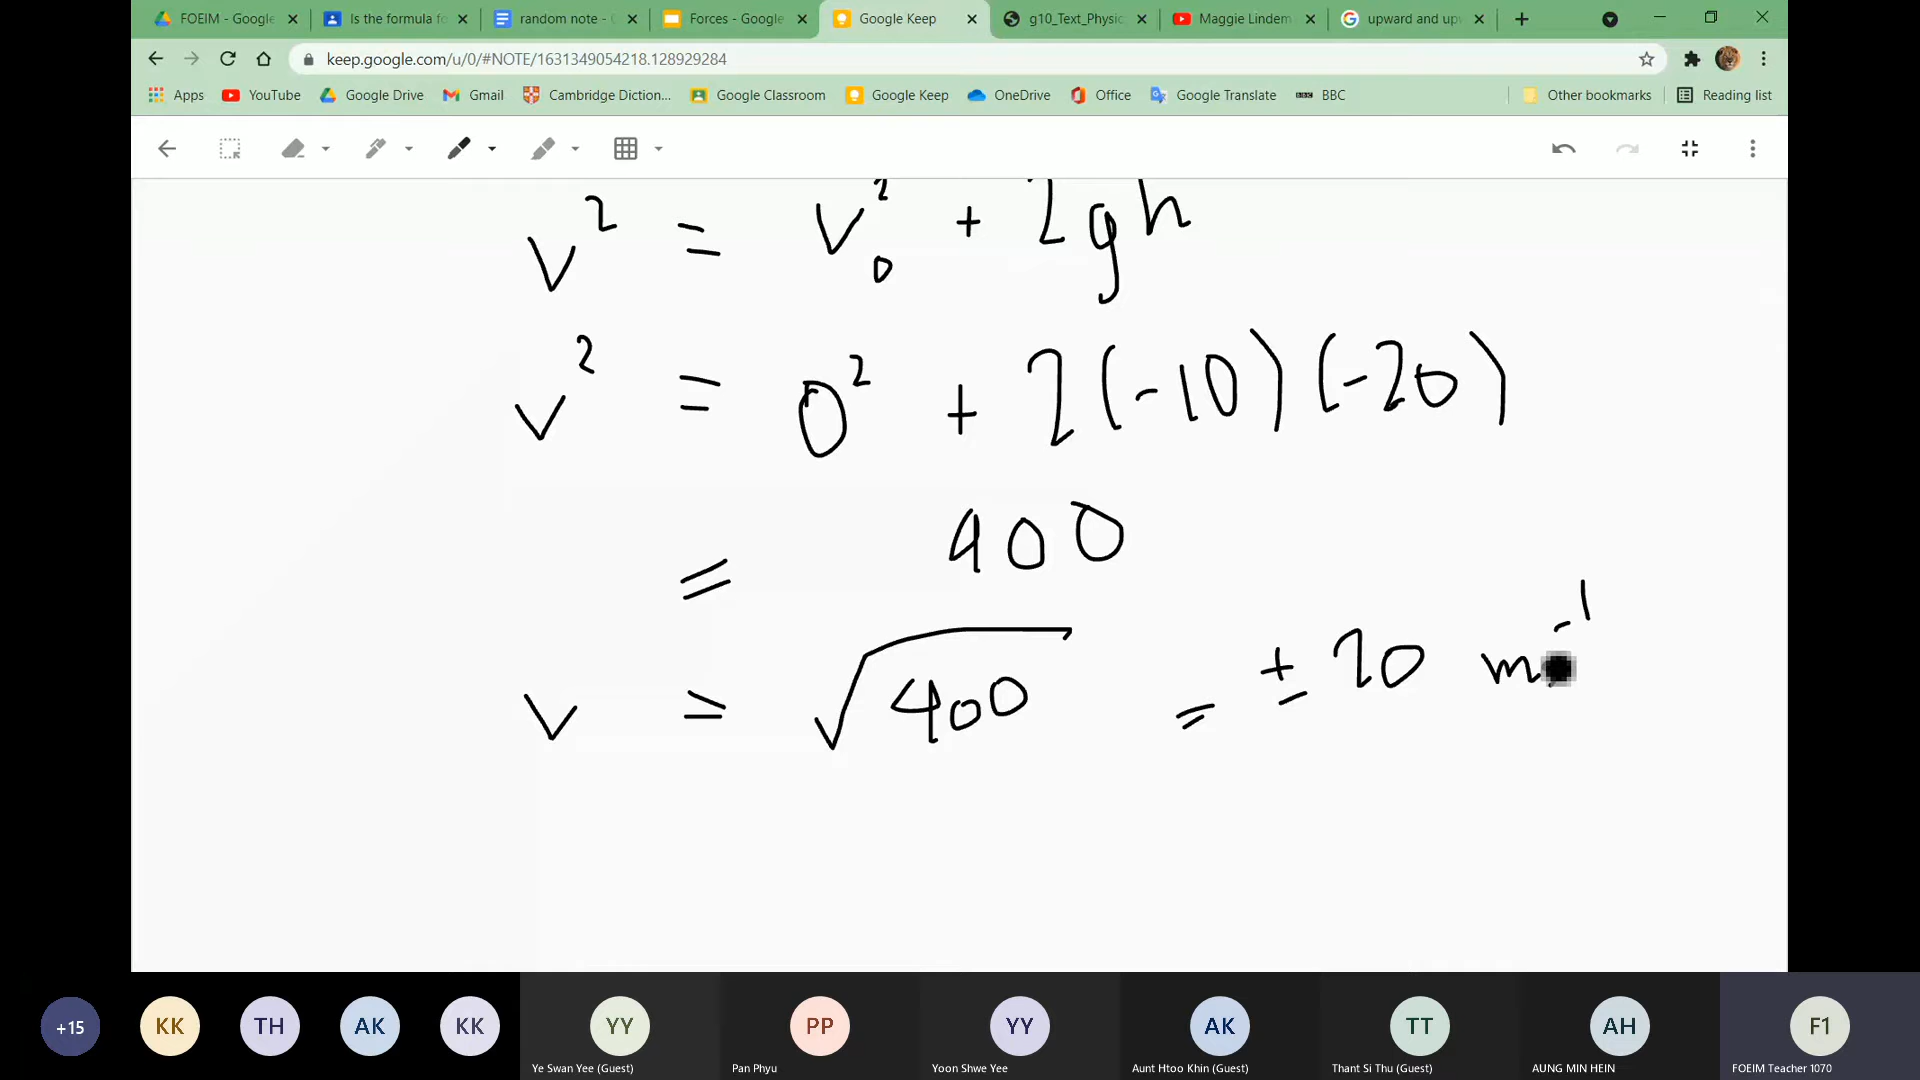 FOEIM - Google
Is the formula fo
random note - G
Forces - Google
Google Keep
g10_Text_Physic
Maggie Lindem
upward and up
keep.google.com/u/0/#NOTE/1631349054218.128929284
Apps YouTube Google Drive Gmail Cambridge Diction... Google Classroom Google Keep OneDrive Office Google Translate BBC Other bookmarks Reading list
v² = v₀² + 2gh
v² = 0² + 2(-10)(-20)
= 400
v = √400 = ± 20 m⁻¹
+15 KK TH AK KK YY PP YY AK TT AH F1
Ye Swan Yee (Guest) Pan Phyu Yoon Shwe Yee Aunt Htoo Khin (Guest) Thant Si Thu (Guest) AUNG MIN HEIN FOEIM Teacher 1070